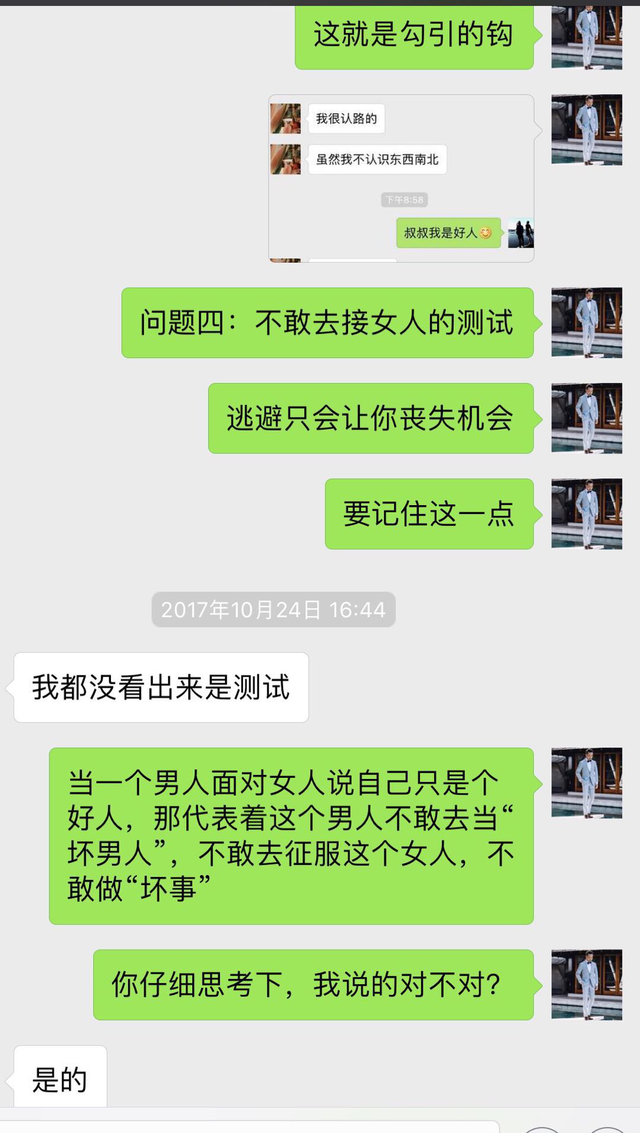 这就是勾引的钩
我很认路的
虽然我不认识东西南北
下午8:58
叔叔我是好人
问题四：不敢去接女人的测试
逃避只会让你丧失机会
要记住这一点
2017年10月24日 16:44
我都没看出来是测试
当一个男人面对女人说自己只是个
好人，那代表着这个男人不敢去当“
坏男人”，不敢去征服这个女人，不
敢做“坏事”
你仔细思考下，我说的对不对？
是的